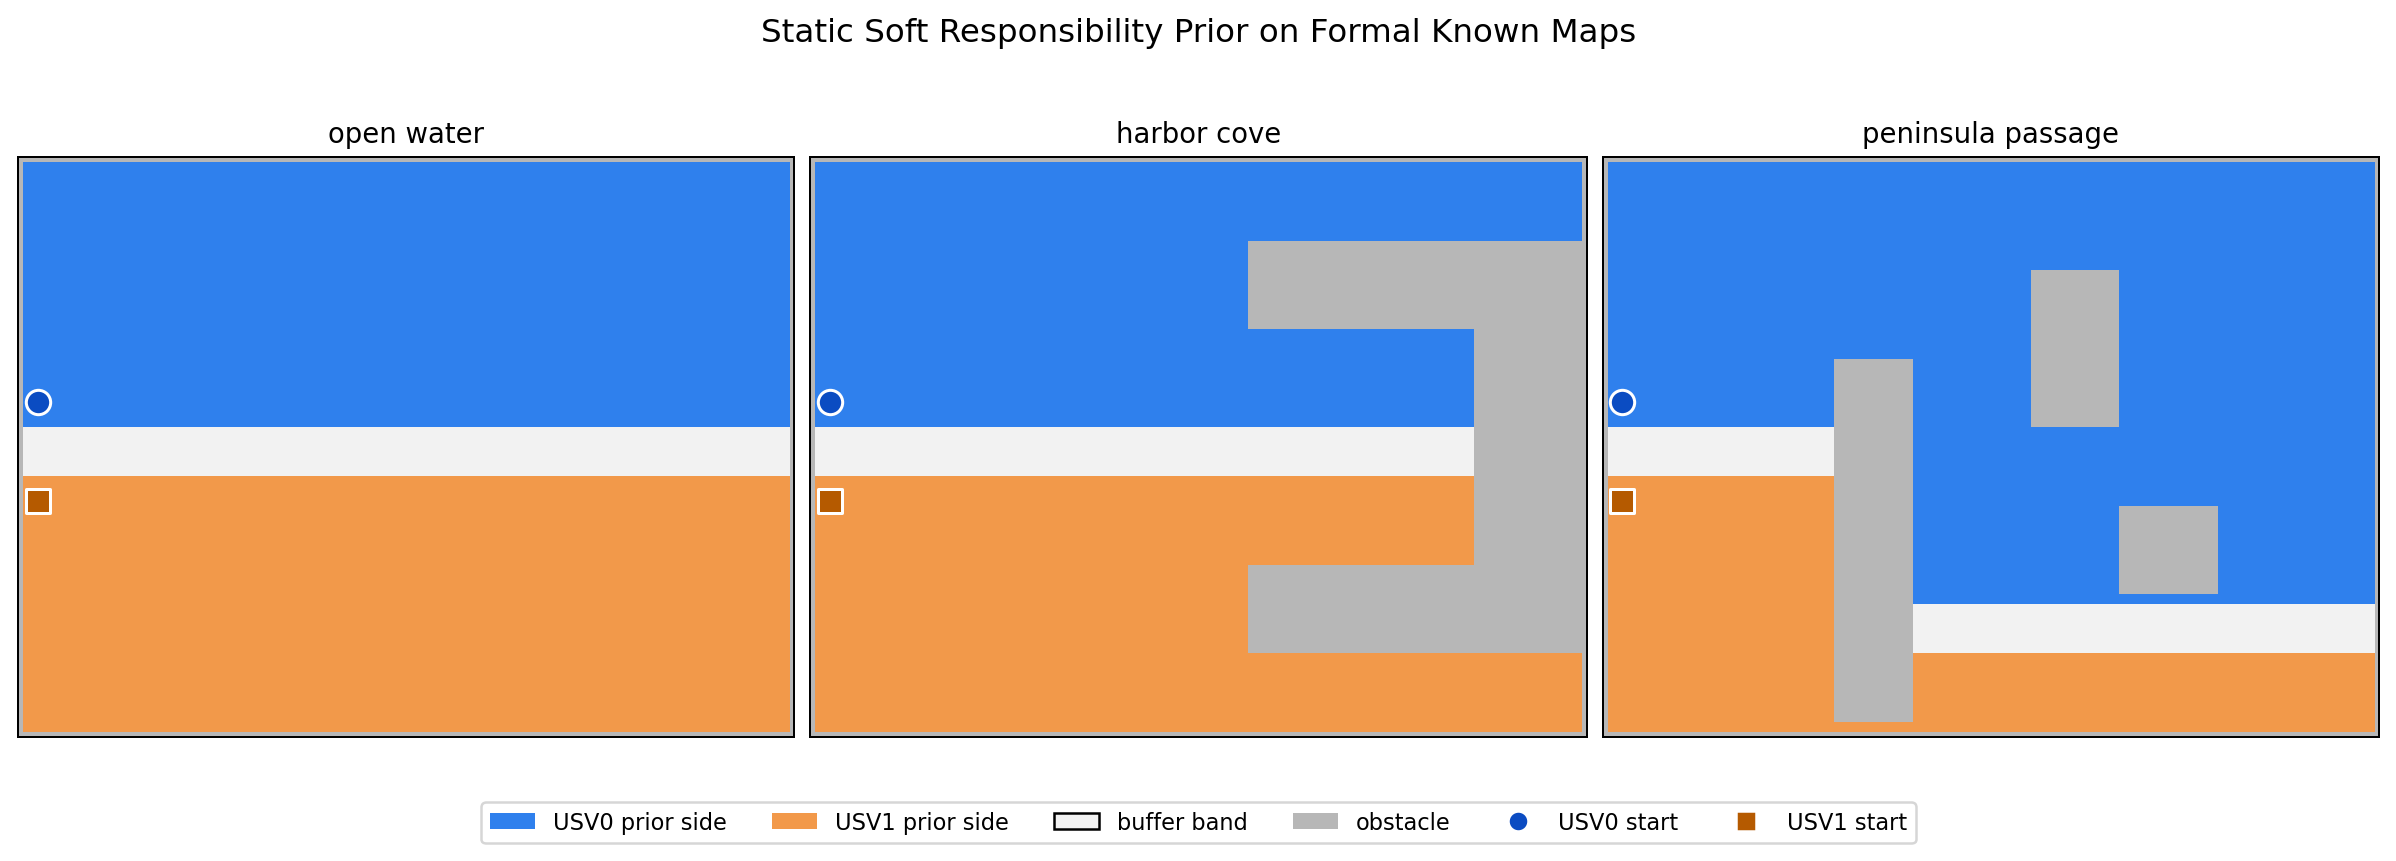 Static Soft Responsibility Prior on Formal Known Maps
open water
harbor cove
peninsula passage
USV0 prior side
USV1 prior side
buffer band
obstacle
USV0 start
USV1 start